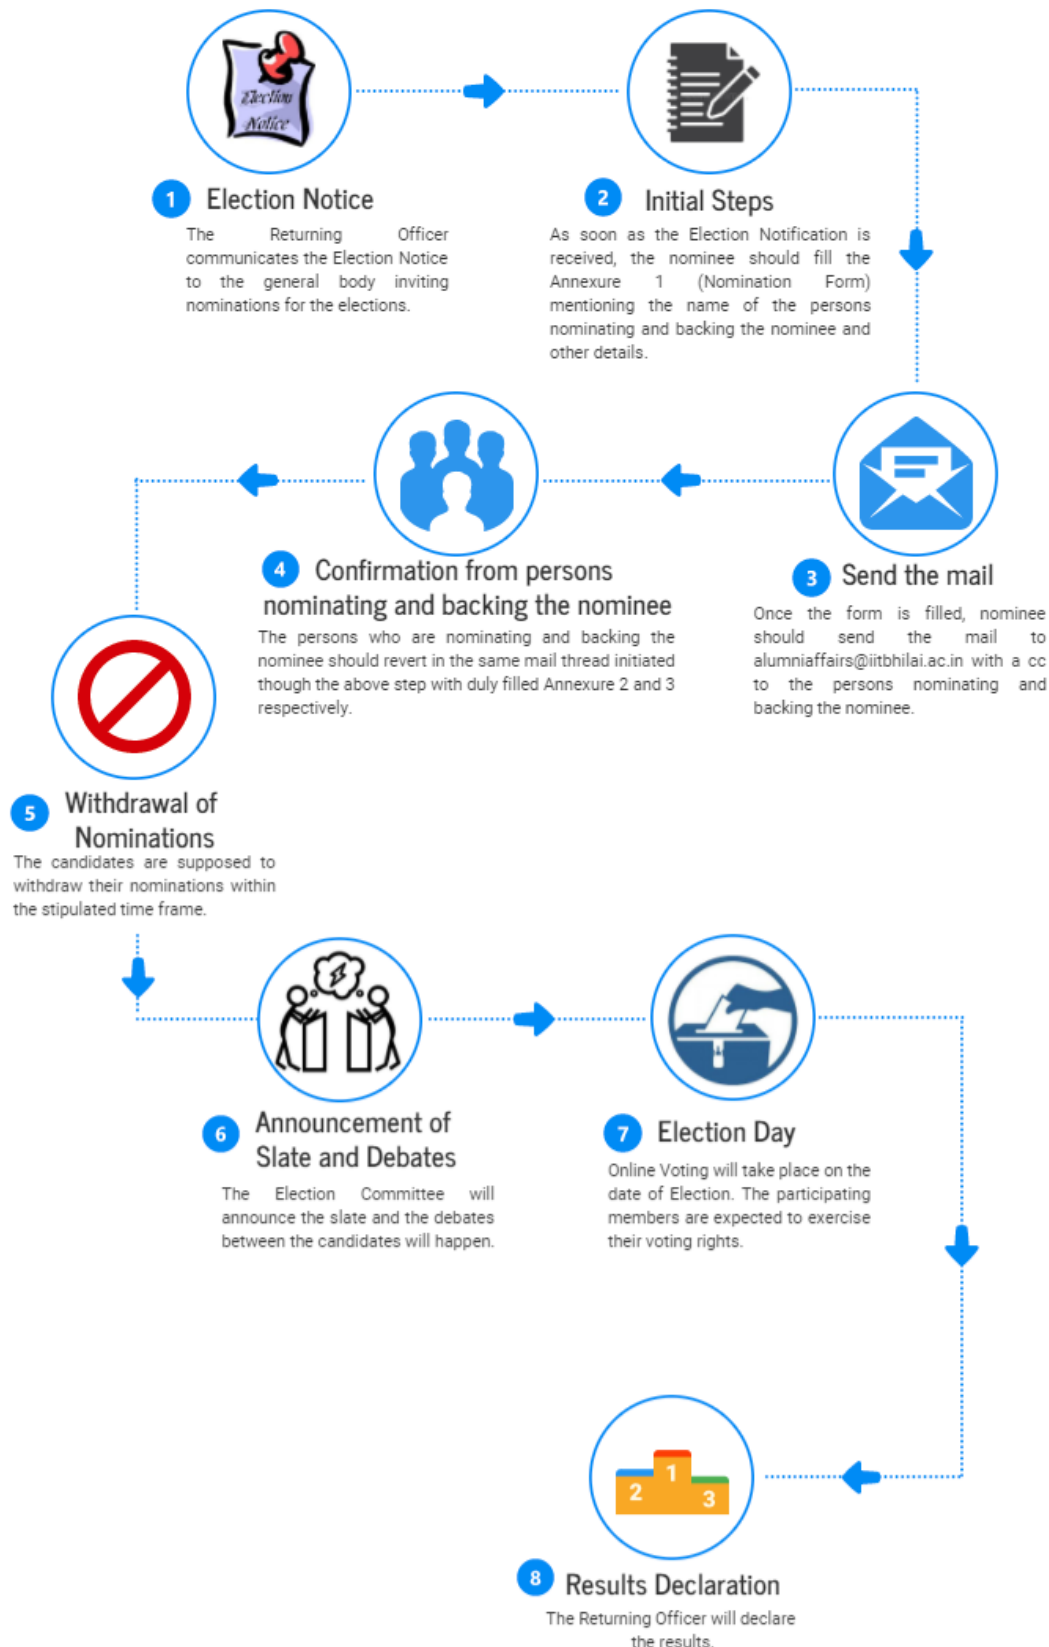 Election
Notice
1 Election Notice
The Returning Officer
communicates the Election Notice
to the general body inviting
nominations for the elections.
2 Initial Steps
As soon as the Election Notification is
received, the nominee should fill the
Annexure 1 (Nomination Form)
mentioning the name of the persons
nominating and backing the nominee and
other details.
3 Send the mail
Once the form is filled, nominee
should send the mail to
alumniaffairs@iitbhilai.ac.in with a cc
to the persons nominating and
backing the nominee.
4 Confirmation from persons
nominating and backing the nominee
The persons who are nominating and backing the
nominee should revert in the same mail thread initiated
though the above step with duly filled Annexure 2 and 3
respectively.
5 Withdrawal of
Nominations
The candidates are supposed to
withdraw their nominations within
the stipulated time frame.
6 Announcement of
Slate and Debates
The Election Committee will
announce the slate and the debates
between the candidates will happen.
7 Election Day
Online Voting will take place on the
date of Election. The participating
members are expected to exercise
their voting rights.
1
2
3
8 Results Declaration
The Returning Officer will declare
the results.